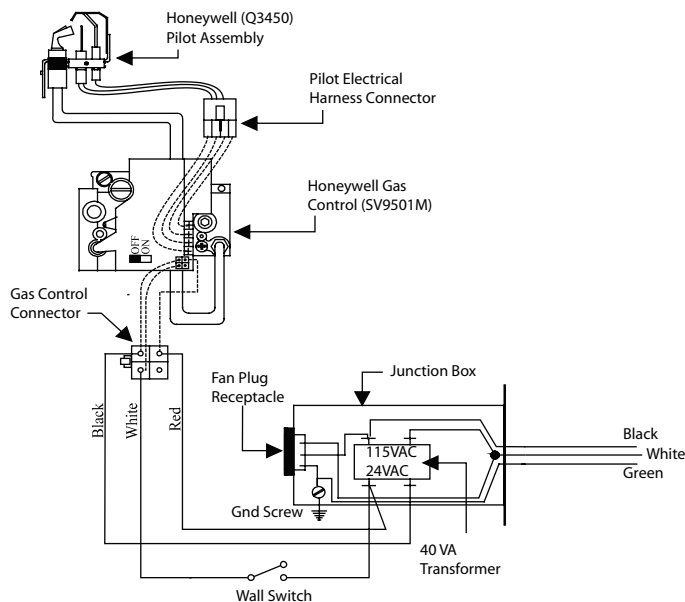 Honeywell (Q3450)
Pilot Assembly
Pilot Electrical
Harness Connector
Honeywell Gas
Control (SV9501M)
OFF
ON
Gas Control
Connector
Black
White
Red
Fan Plug
Receptacle
Junction Box
115VAC
24VAC
Black
White
Green
Gnd Screw
40 VA
Transformer
Wall Switch